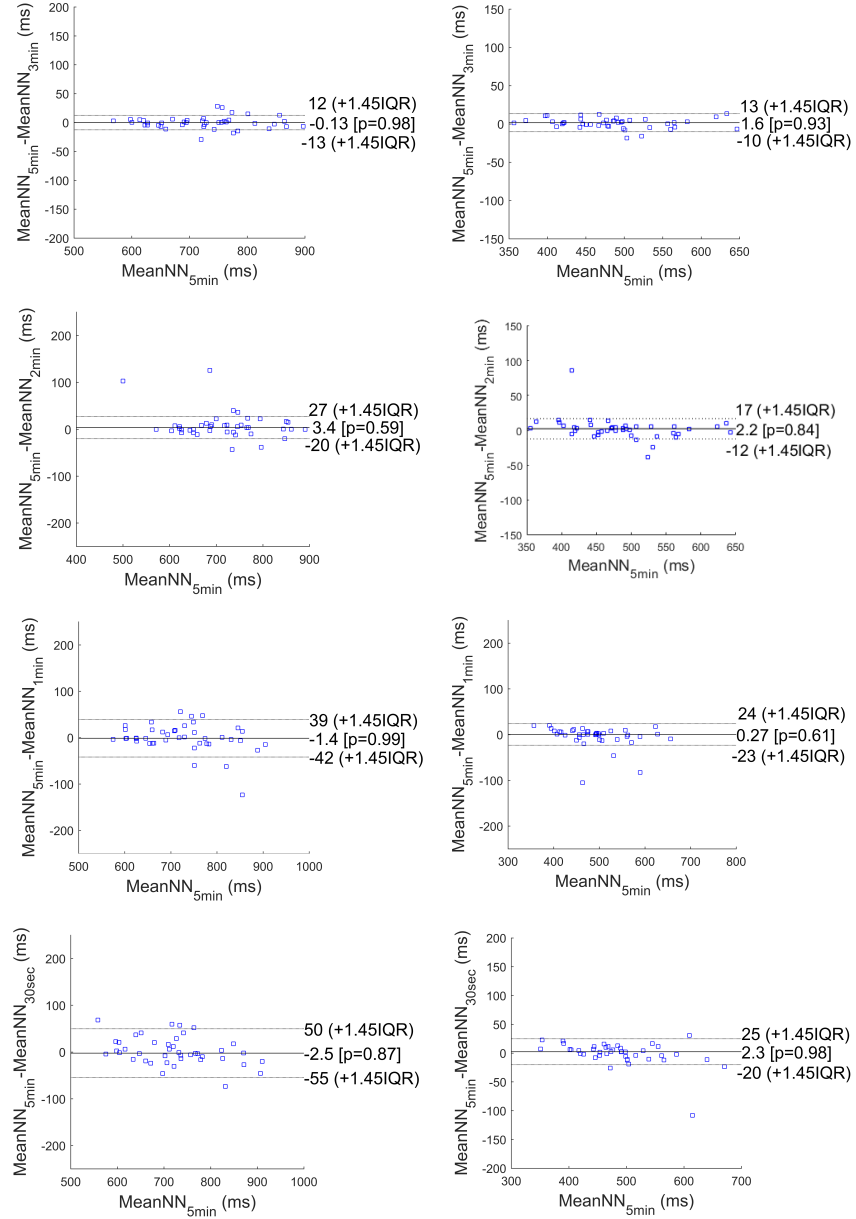 MeanNN5min-MeanNN3min (ms)
200
150
100
50
0
-50
-100
-150
-200
12 (+1.45IQR)
-0.13 [p=0.98]
-13 (+1.45IQR)
500 600 700 800 900
MeanNN5min (ms)
MeanNN5min-MeanNN3min (ms)
150
100
50
0
-50
-100
-150
13 (+1.45IQR)
1.6 [p=0.93]
-10 (+1.45IQR)
350 400 450 500 550 600 650
MeanNN5min (ms)
MeanNN5min-MeanNN2min (ms)
200
100
0
-100
-200
27 (+1.45IQR)
3.4 [p=0.59]
-20 (+1.45IQR)
400 500 600 700 800 900
MeanNN5min (ms)
MeanNN5min-MeanNN2min (ms)
150
100
50
0
-50
-100
-150
17 (+1.45IQR)
2.2 [p=0.84]
-12 (+1.45IQR)
350 400 450 500 550 600 650
MeanNN5min (ms)
MeanNN5min-MeanNN1min (ms)
200
100
0
-100
-200
39 (+1.45IQR)
-1.4 [p=0.99]
-42 (+1.45IQR)
500 600 700 800 900 1000
MeanNN5min (ms)
MeanNN5min-MeanNN1min (ms)
200
100
0
-100
-200
24 (+1.45IQR)
0.27 [p=0.61]
-23 (+1.45IQR)
300 400 500 600 700 800
MeanNN5min (ms)
MeanNN5min-MeanNN30sec (ms)
200
100
0
-100
-200
50 (+1.45IQR)
-2.5 [p=0.87]
-55 (+1.45IQR)
500 600 700 800 900 1000
MeanNN5min (ms)
MeanNN5min-MeanNN30sec (ms)
200
150
100
50
0
-50
-100
-150
-200
25 (+1.45IQR)
2.3 [p=0.98]
-20 (+1.45IQR)
300 400 500 600 700
MeanNN5min (ms)